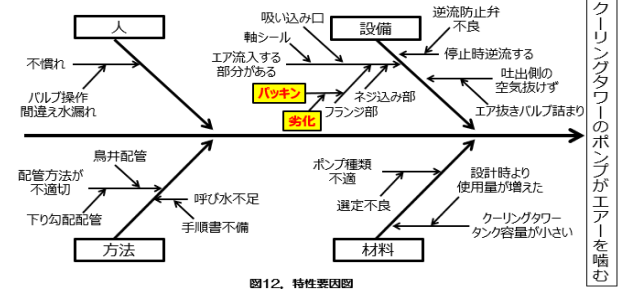 人
不慣れ
バルブ操作
間違え水漏れ
設備
吸い込み口
軸シール
エア流入する
部分がある
パッキン
劣化
フランジ部
ネジ込み部
逆流防止弁
不良
停止時逆流する
吐出側の
空気抜けず
エア抜きバルブ詰まり
クーリングタワーのポンプがエアーを噛む
方法
鳥井配管
配管方法が
不適切
下り勾配配管
呼び水不足
手順書不備
材料
ポンプ種類
不適
選定不良
設計時より
使用量が増えた
クーリングタワー
タンク容量が小さい
図12．特性要因図